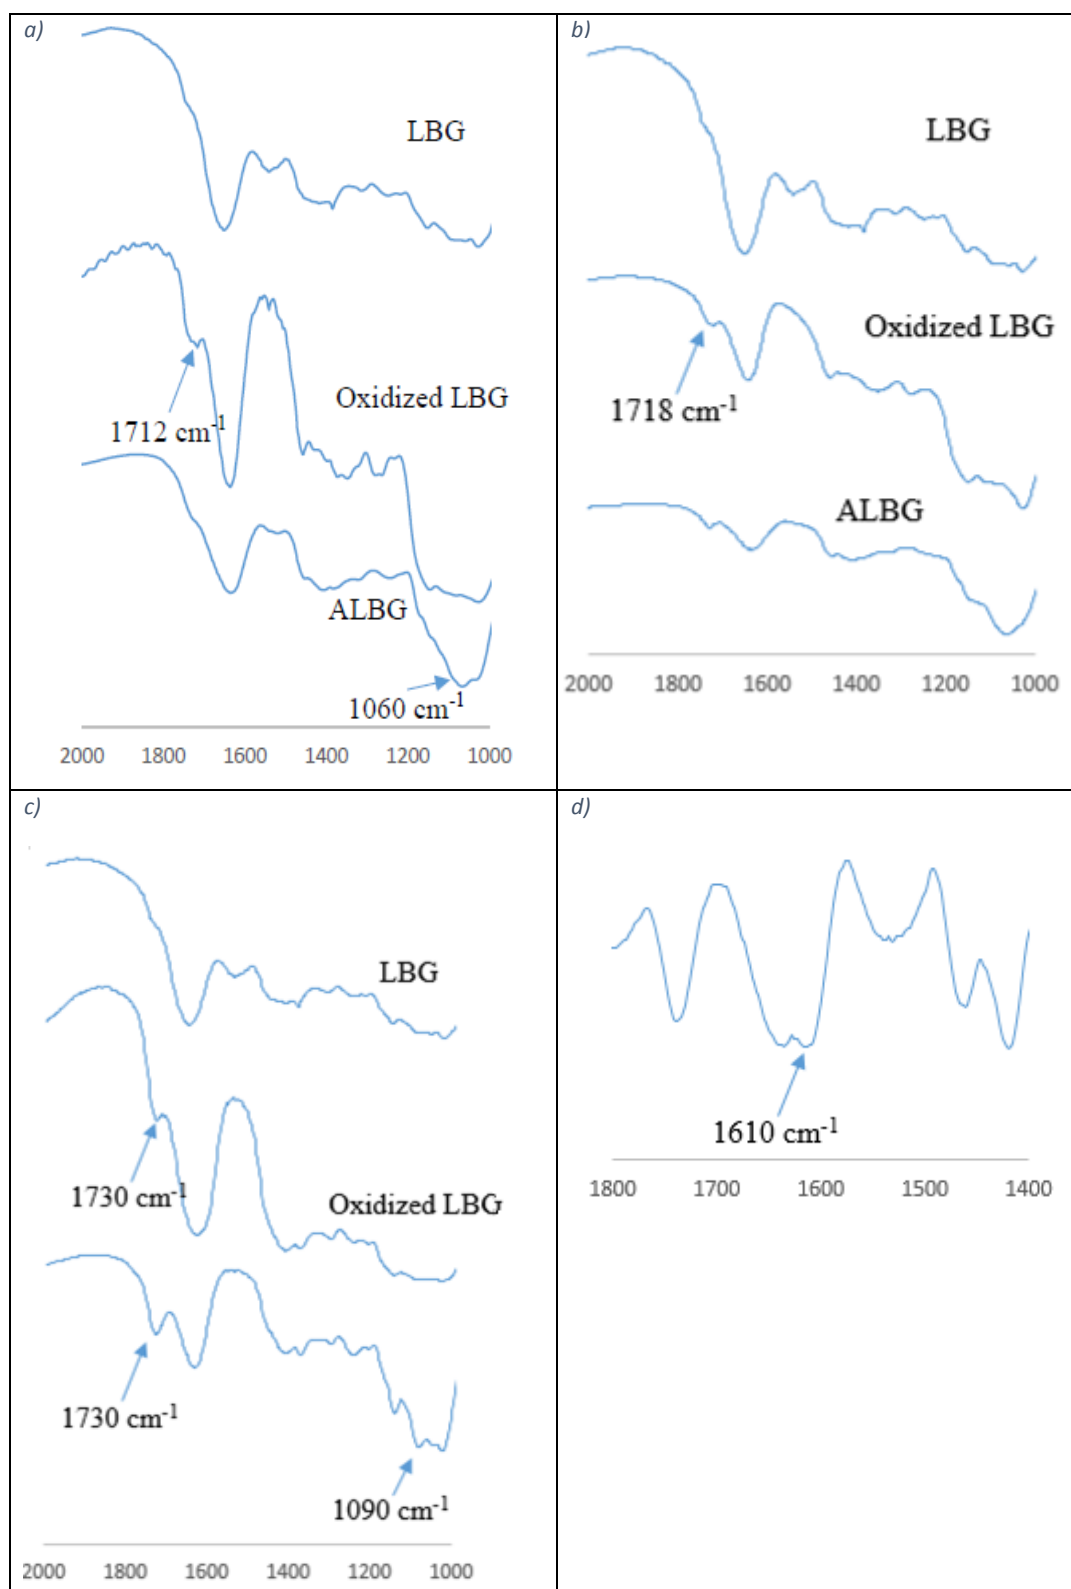 a)
LBG
Oxidized LBG
1712 cm-1
ALBG
1060 cm-1
2000 1800 1600 1400 1200 1000
b)
LBG
Oxidized LBG
1718 cm-1
ALBG
2000 1800 1600 1400 1200 1000
c)
LBG
1730 cm-1
Oxidized LBG
1730 cm-1
1090 cm-1
2000 1800 1600 1400 1200 1000
d)
1610 cm-1
1800 1700 1600 1500 1400